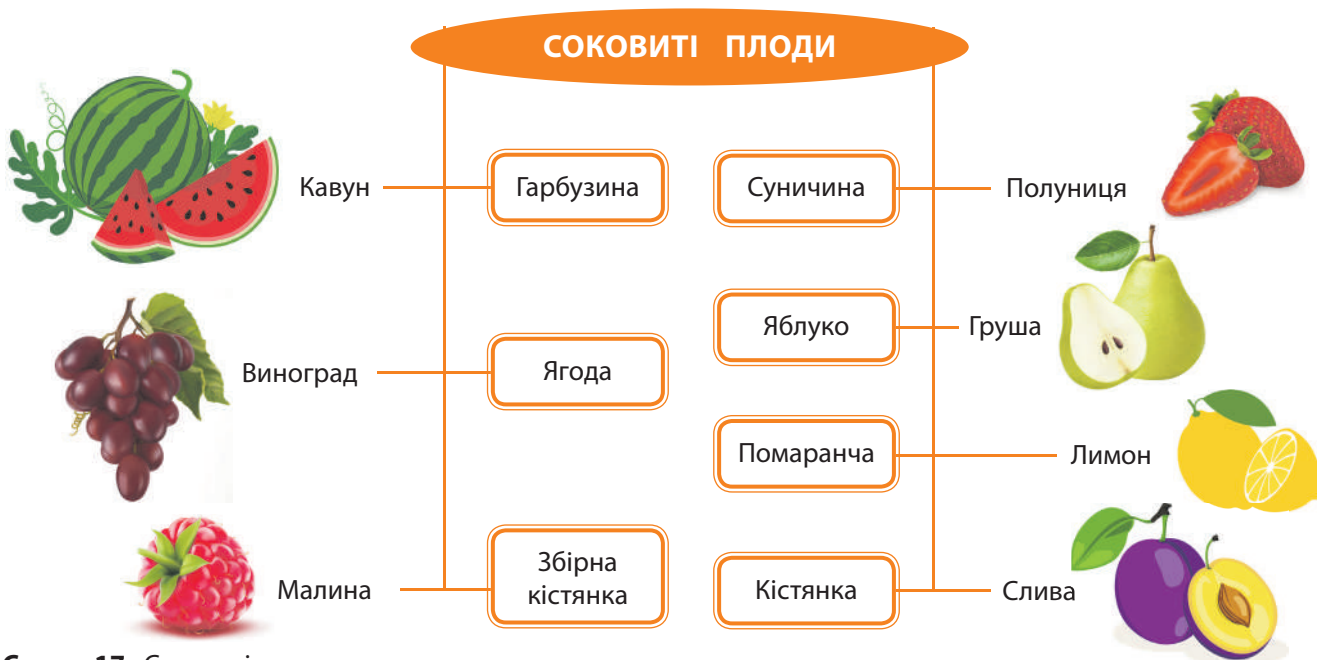 СОКОВИТІ ПЛОДИ
Кавун
Гарбузина
Суничина
Полуниця
Яблуко
Груша
Виноград
Ягода
Помаранча
Лимон
Малина
Збірна
кістянка
Кістянка
Слива